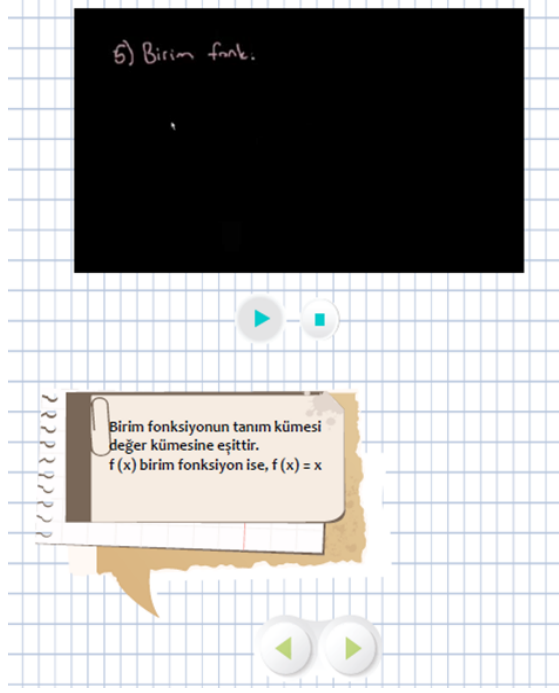 5) Birim fonk.
Birim fonksiyonun tanım kümesi
değer kümesine eşittir.
f (x) birim fonksiyon ise, f (x) = x